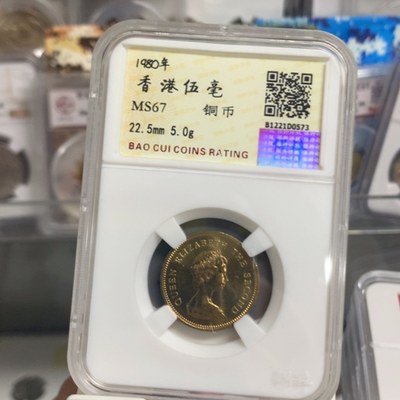 1980年
香港伍毫
MS67 铜币
22.5mm 5.0g
BAO CUI COINS RATING
B1221D0573
QUEEN ELIZABETH THE SECOND